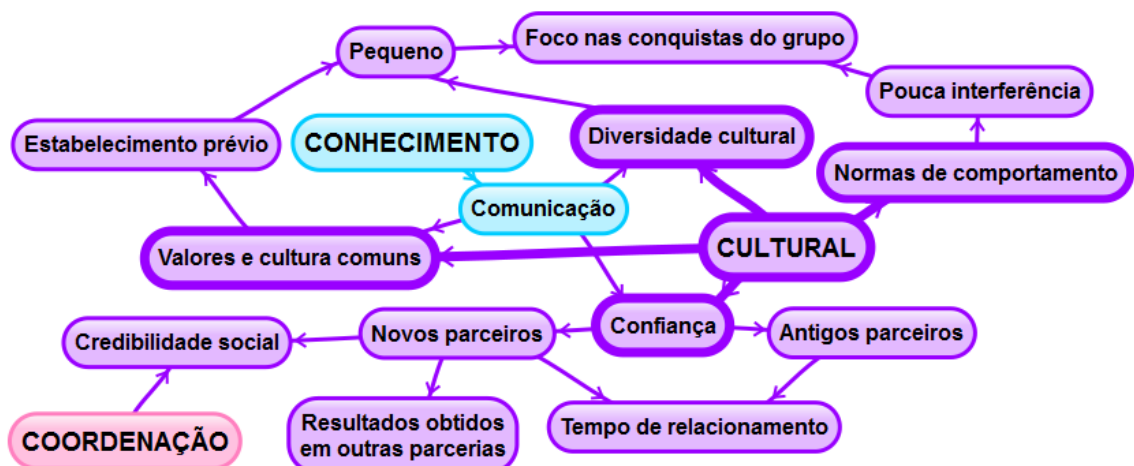 Pequeno
Foco nas conquistas do grupo
Pouca interferência
Estabelecimento prévio
CONHECIMENTO
Diversidade cultural
Normas de comportamento
Comunicação
Valores e cultura comuns
CULTURAL
Credibilidade social
Novos parceiros
Confiança
Antigos parceiros
COORDENAÇÃO
Resultados obtidos
em outras parcerias
Tempo de relacionamento